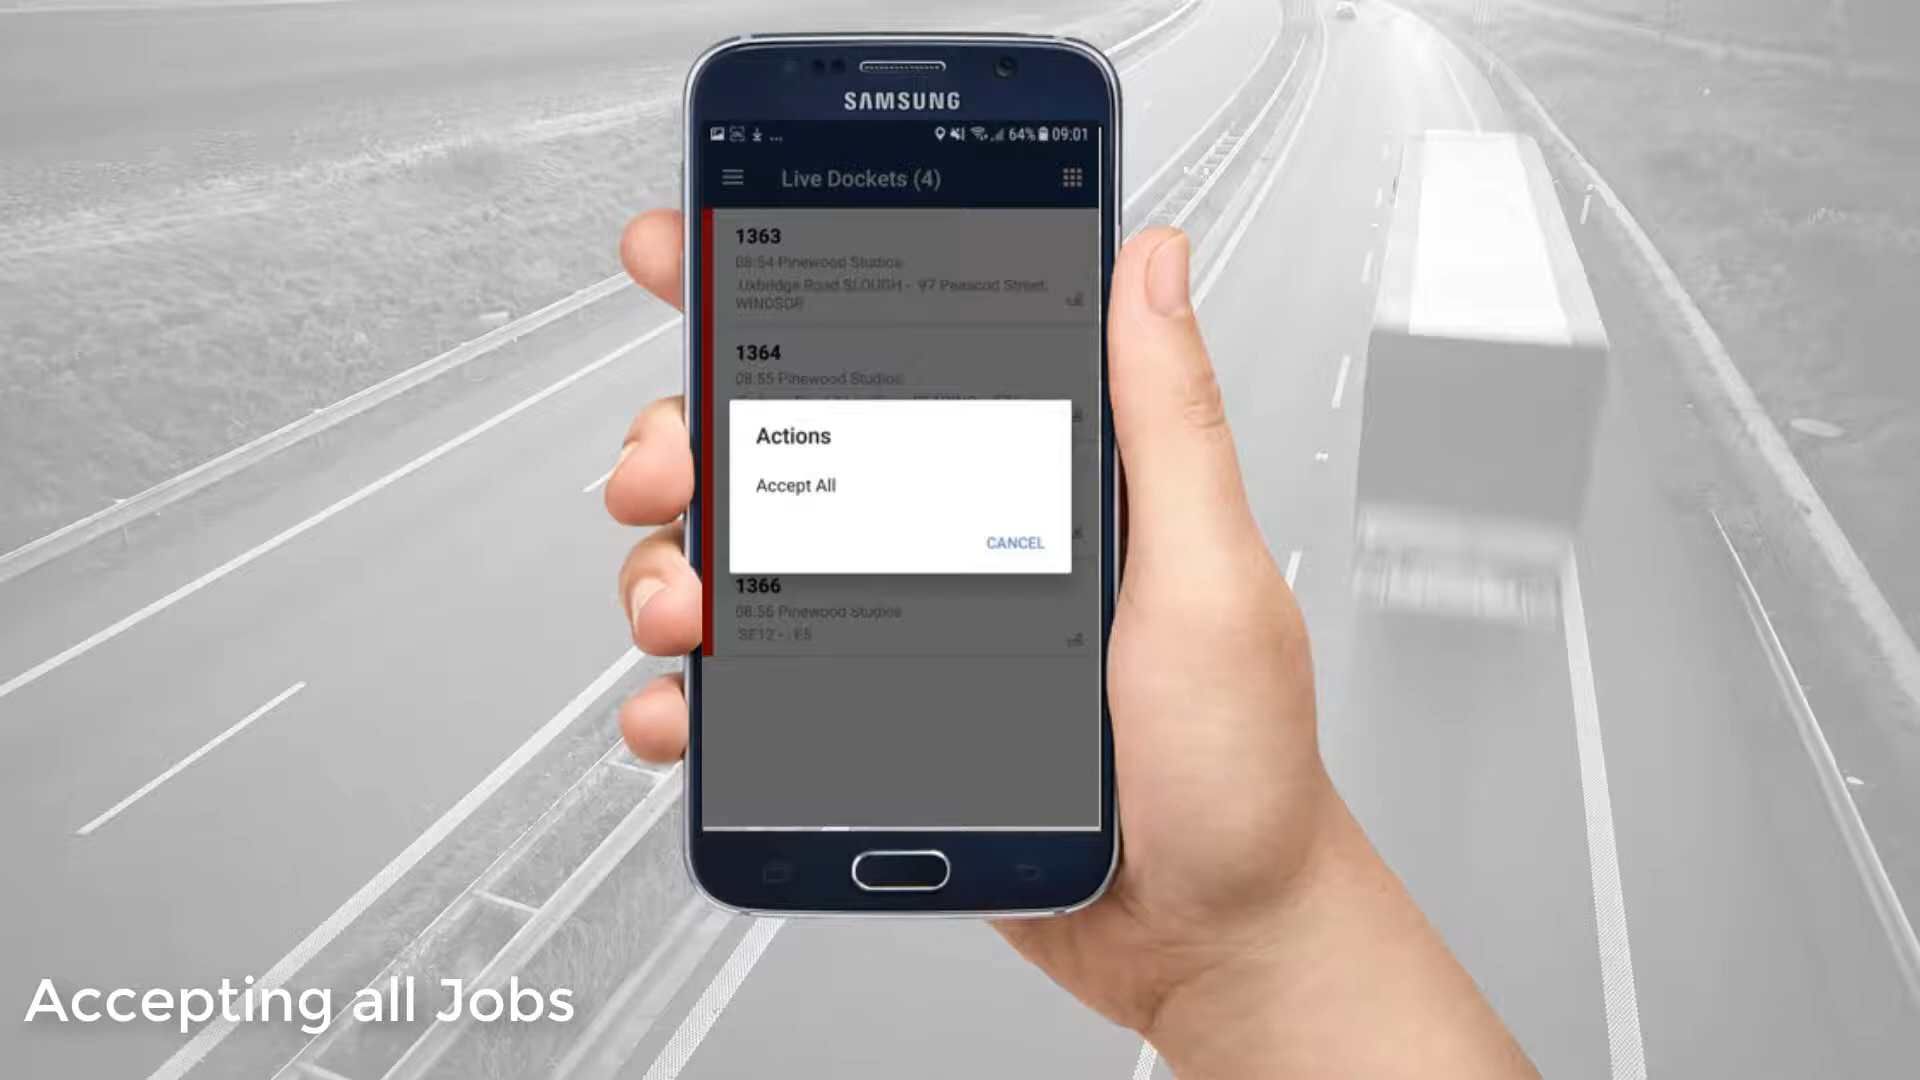 SAMSUNG
... 64% 09:01
Live Dockets (4)
1363
08:54 Pinewood Studios
Uxbridge Road SLOUGH - 97 Peascod Street,
WINDSOR
1364
08:55 Pinewood Studios
Actions
Accept All
CANCEL
1366
08:56 Pinewood Studios
SE12 - E5
Accepting all Jobs